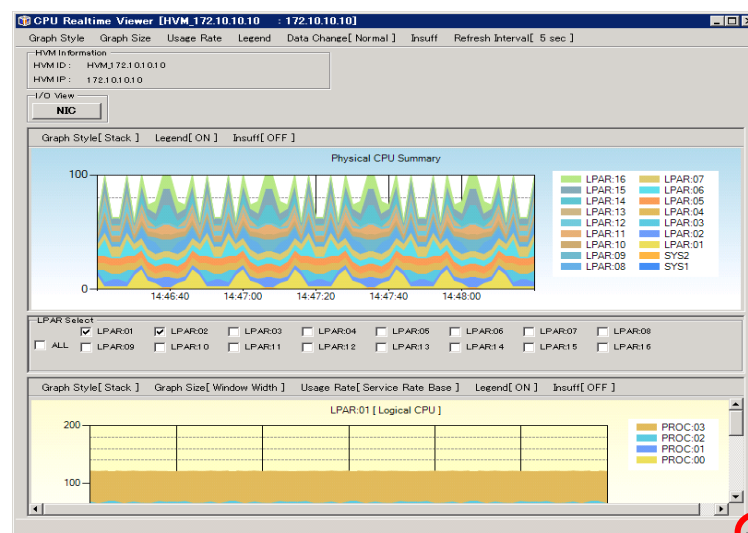 CPU Realtime Viewer [HVM_172.10.10.10 : 172.10.10.10]
Graph Style Graph Size Usage Rate Legend Data Change[ Normal ] Insuff Refresh Interval[ 5 sec ]
HVM Information
HVM ID : HVM_172.10.10.10
HVM IP : 172.10.10.10
I/O View
NIC
Graph Style[ Stack ] Legend[ ON ] Insuff[ OFF ]
Physical CPU Summary
100
0
14:46:40 14:47:00 14:47:20 14:47:40 14:48:00
LPAR:16 LPAR:07
LPAR:15 LPAR:06
LPAR:14 LPAR:05
LPAR:13 LPAR:04
LPAR:12 LPAR:03
LPAR:11 LPAR:02
LPAR:10 LPAR:01
LPAR:09 SYS2
LPAR:08 SYS1
LPAR Select
ALL
LPAR:01 LPAR:02 LPAR:03 LPAR:04 LPAR:05 LPAR:06 LPAR:07 LPAR:08
LPAR:09 LPAR:10 LPAR:11 LPAR:12 LPAR:13 LPAR:14 LPAR:15 LPAR:16
Graph Style[ Stack ] Graph Size[ Window Width ] Usage Rate[ Service Rate Base ] Legend[ ON ] Insuff[ OFF ]
LPAR:01 [ Logical CPU ]
200
100
PROC:03
PROC:02
PROC:01
PROC:00